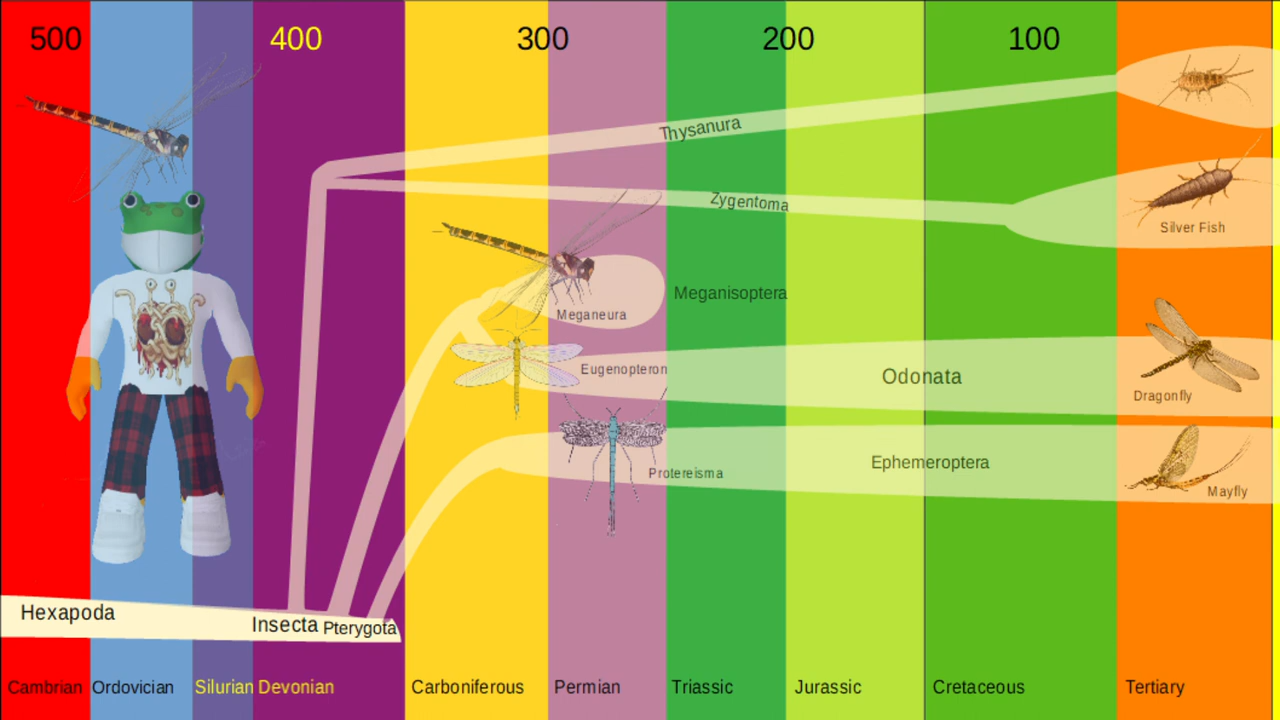 500
400
300
200
100
Thysanura
Zygentoma
Silver Fish
Meganisoptera
Meganeura
Eugenopteron
Odonata
Dragonfly
Ephemeroptera
Protereisma
Mayfly
Hexapoda
Insecta
Pterygota
Cambrian
Ordovician
Silurian
Devonian
Carboniferous
Permian
Triassic
Jurassic
Cretaceous
Tertiary